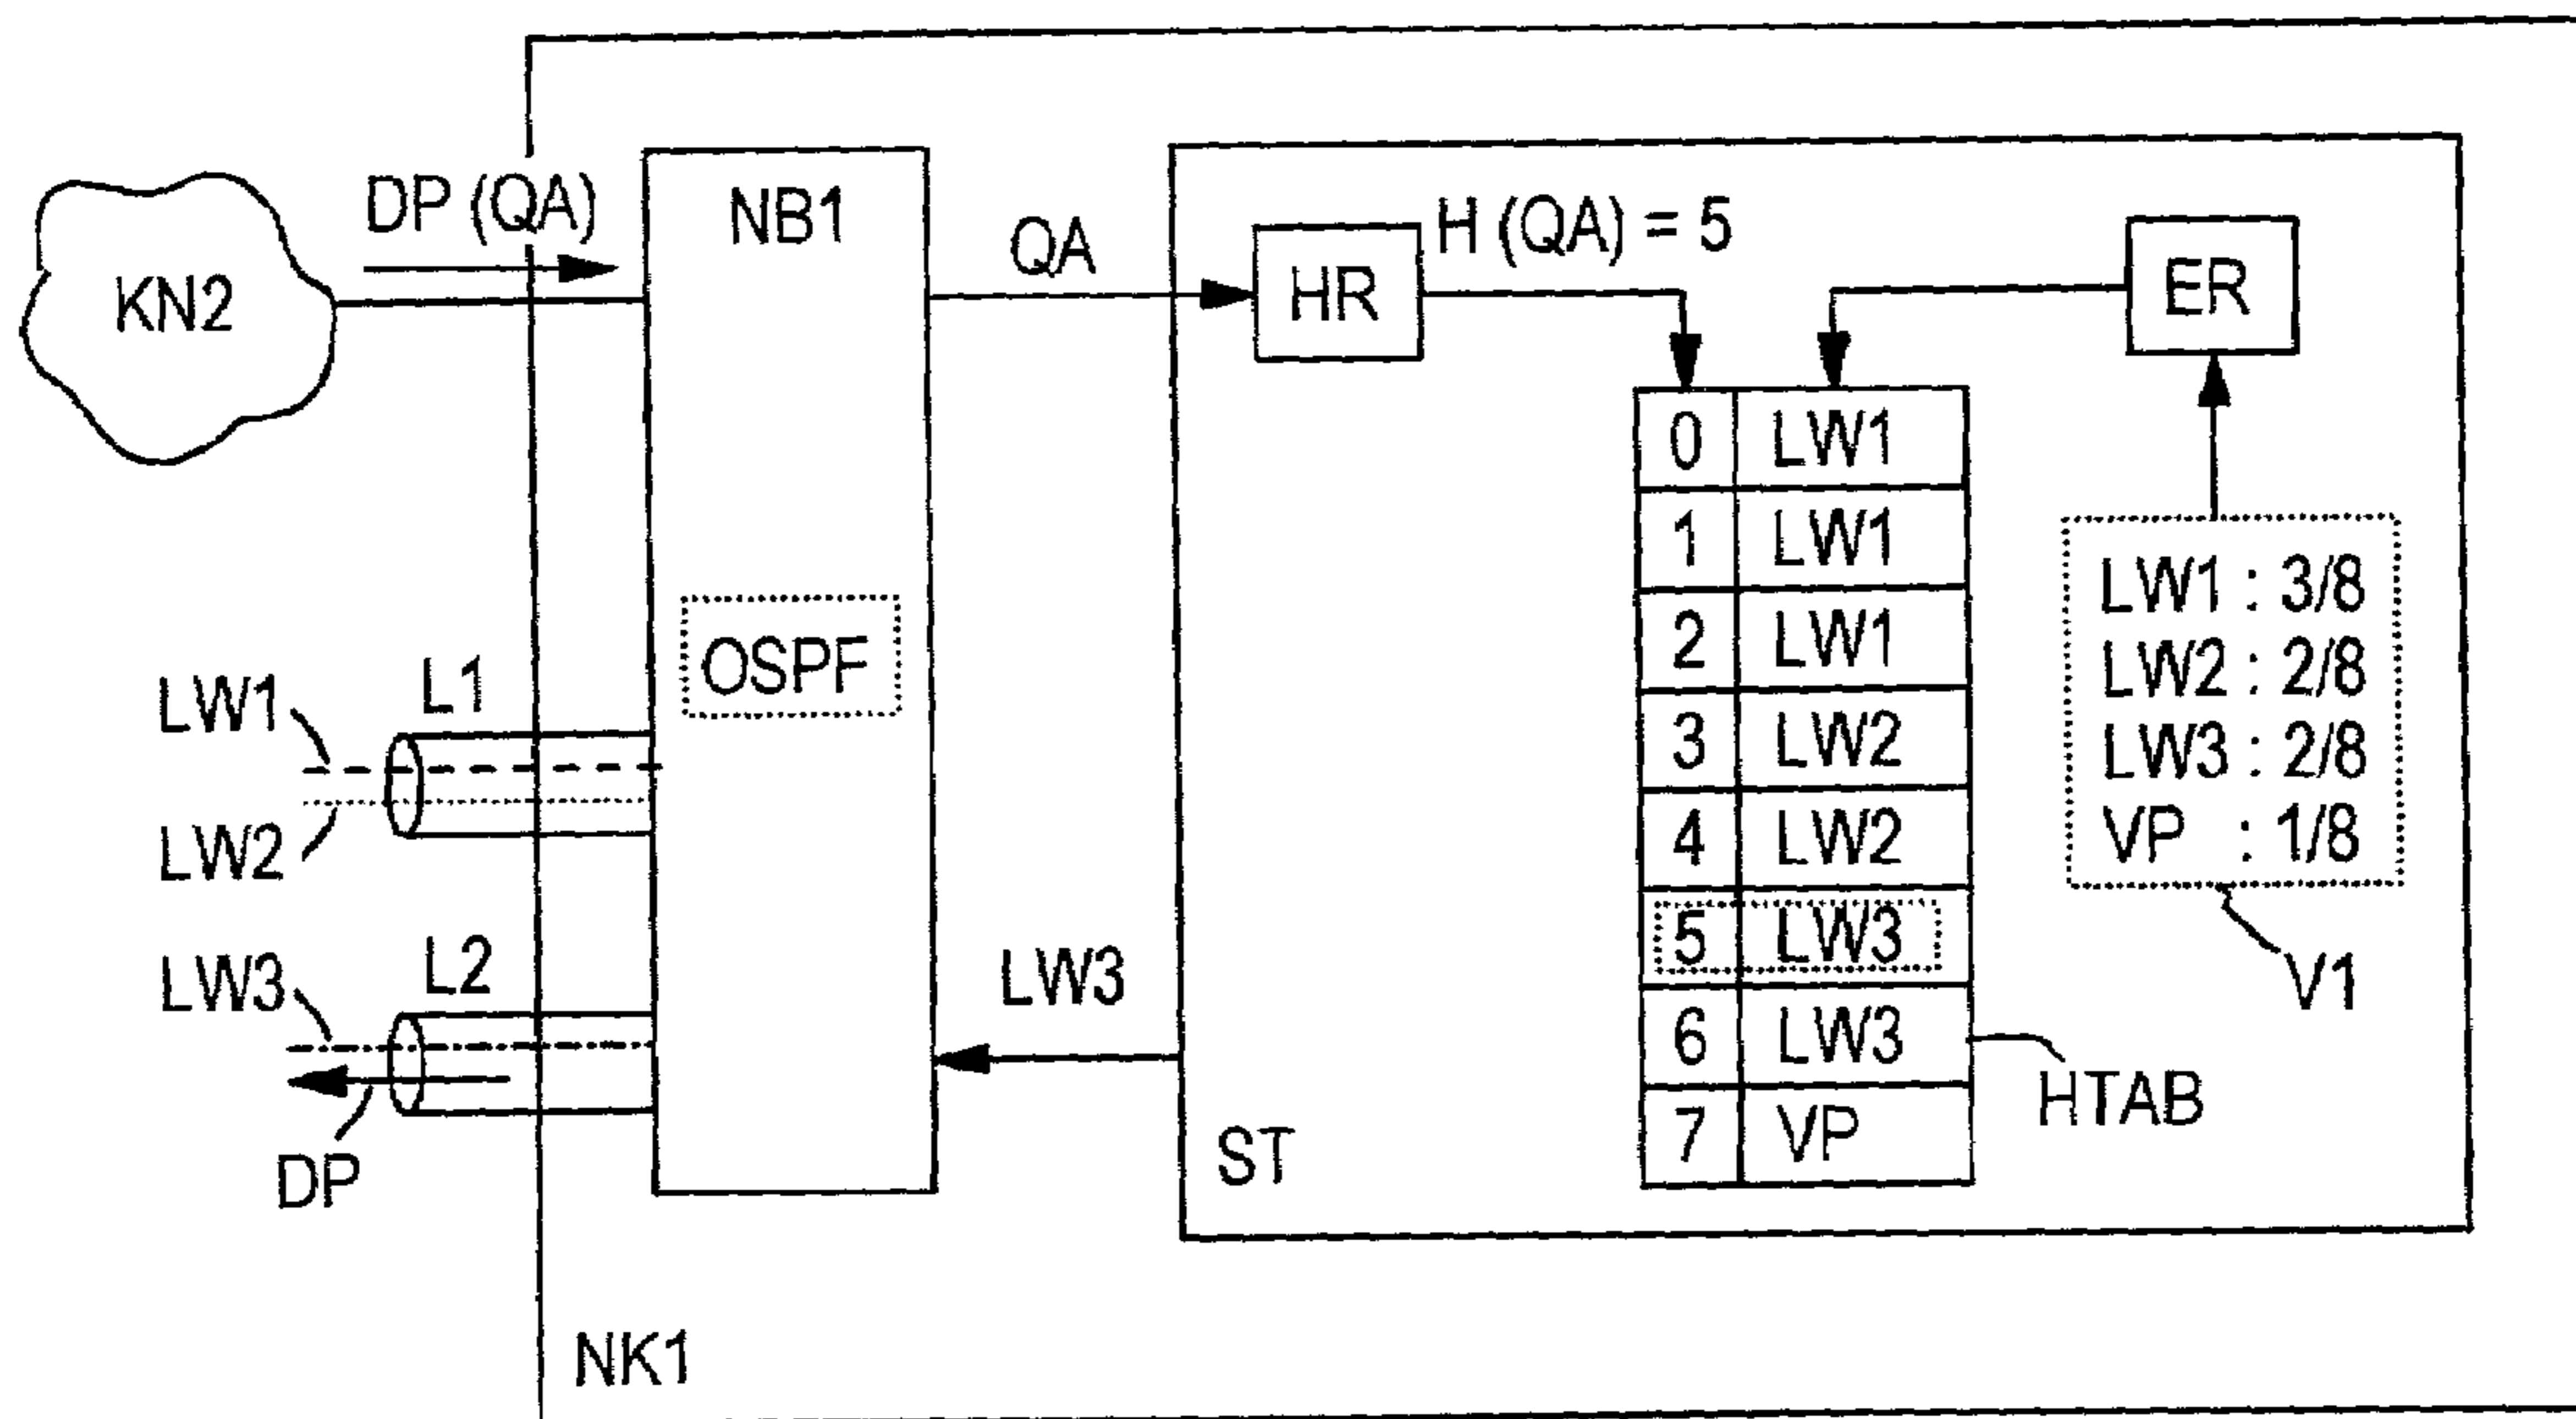 DP (QA)
KN2
NB1
OSPF
QA
HR
H (QA) = 5
ER
0 LW1
1 LW1
2 LW1
3 LW2
4 LW2
5 LW3
6 LW3
7 VP
LW1 : 3/8
LW2 : 2/8
LW3 : 2/8
VP : 1/8
V1
HTAB
LW1
L1
LW2
LW3
L2
DP
LW3
ST
NK1